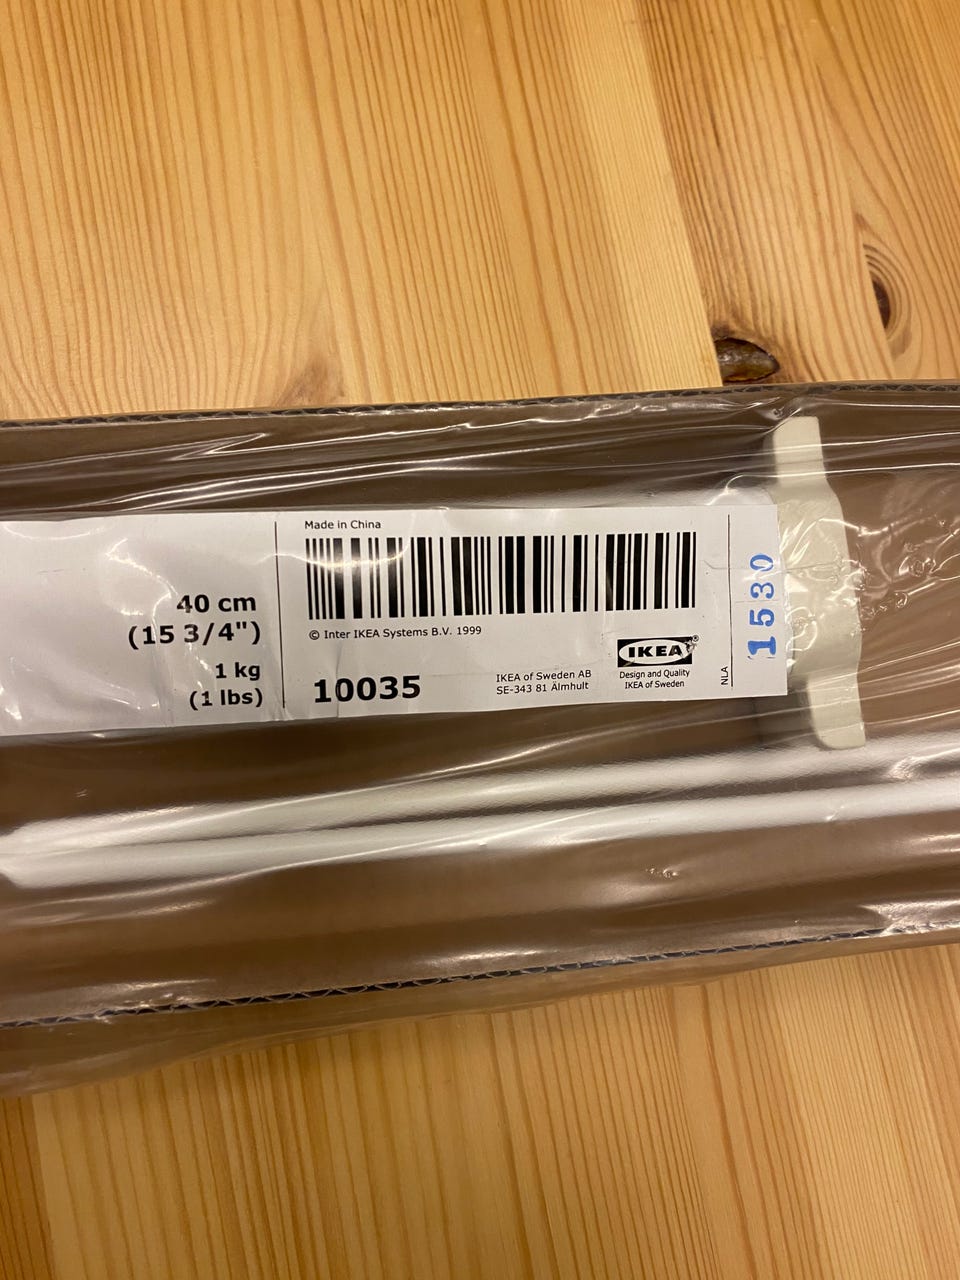 40 cm
(15 3/4")
1 kg
(1 lbs)
Made in China
© Inter IKEA Systems B.V. 1999
10035
IKEA of Sweden AB
SE-343 81 Älmhult
IKEA®
Design and Quality
IKEA of Sweden
NLA
1530